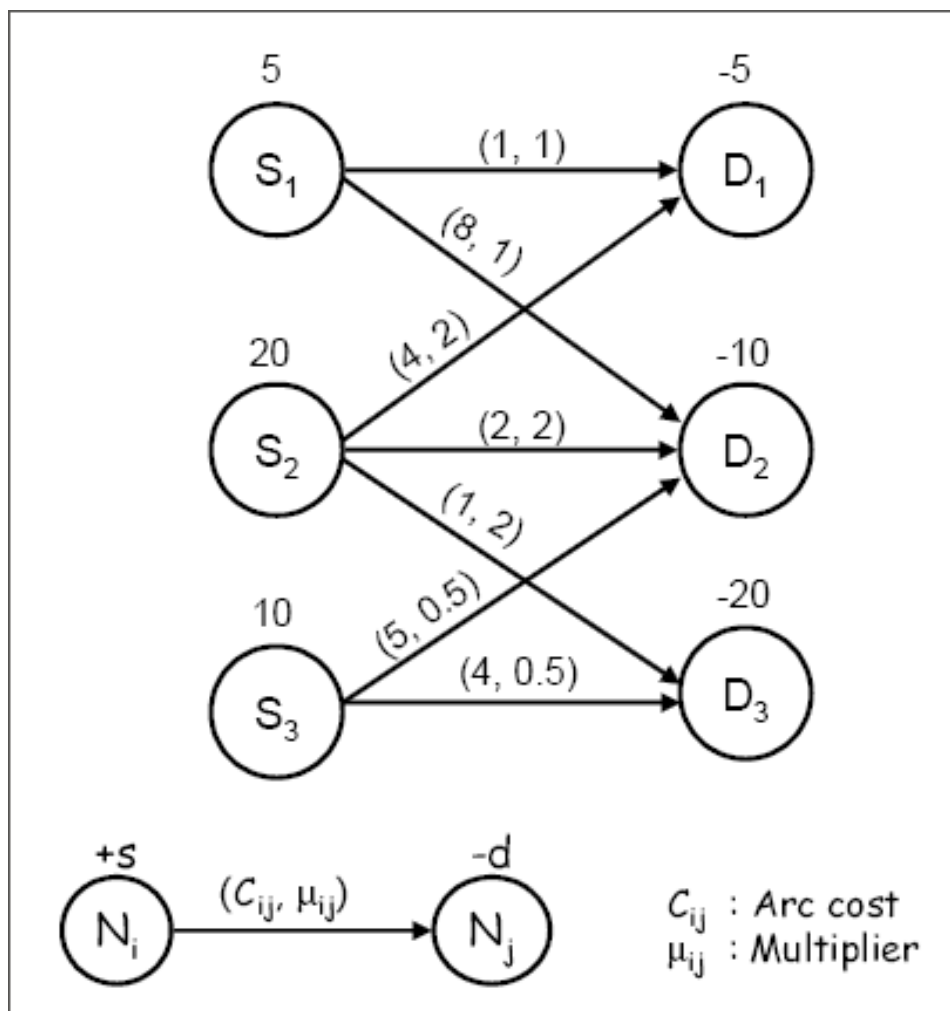 5 -5
S₁ (1, 1) D₁
(8, 1)
(4, 2)
20 -10
S₂ (2, 2) D₂
(1, 2)
(5, 0.5)
10 -20
S₃ (4, 0.5) D₃
+s -d
Nᵢ (Cᵢⱼ, μᵢⱼ) Nⱼ
Cᵢⱼ : Arc cost
μᵢⱼ : Multiplier